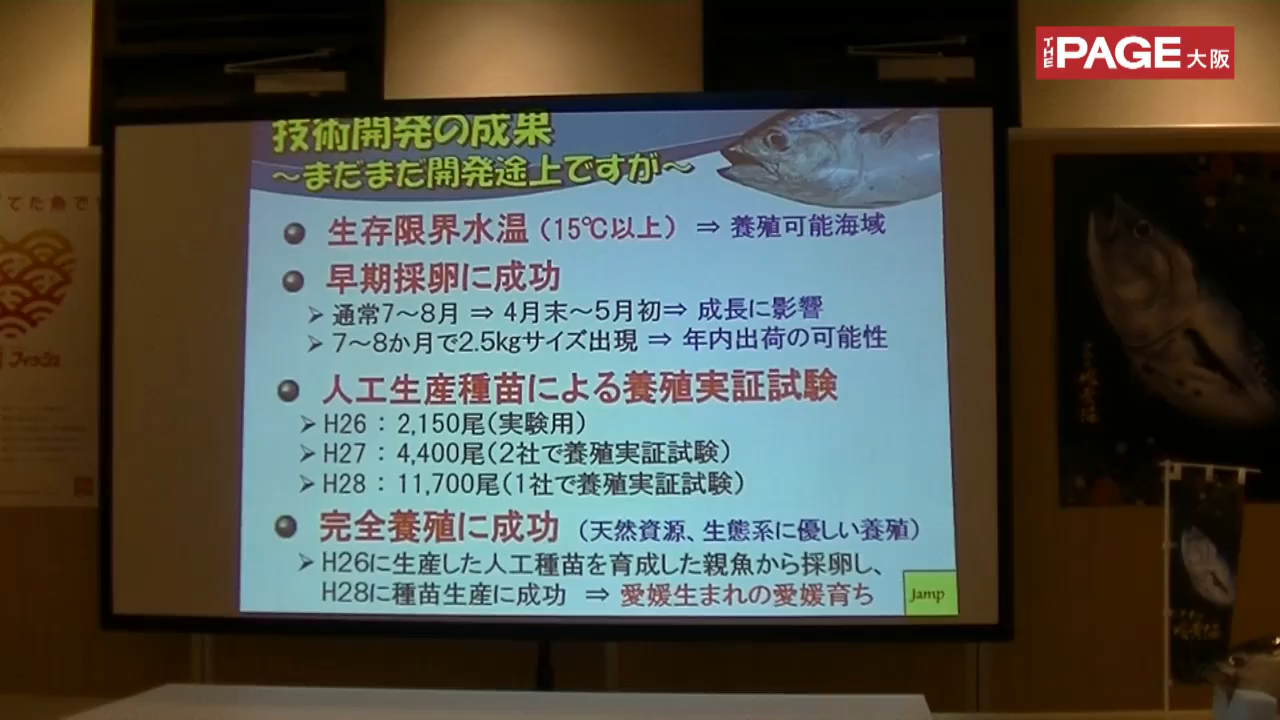 THE PAGE 大阪
技術開発の成果
～まだまだ開発途上ですが～
生存限界水温（15℃以上） ⇒ 養殖可能海域
早期採卵に成功
通常7～8月 ⇒ 4月末～5月初⇒ 成長に影響
7～8か月で2.5kgサイズ出現 ⇒ 年内出荷の可能性
人工生産種苗による養殖実証試験
H26： 2,150尾（実験用）
H27： 4,400尾（2社で養殖実証試験）
H28： 11,700尾（1社で養殖実証試験）
完全養殖に成功 （天然資源、生態系に優しい養殖）
H26に生産した人工種苗を育成した親魚から採卵し、
H28に種苗生産に成功 ⇒ 愛媛生まれの愛媛育ち
Jamp
てた魚で
フィッシュ